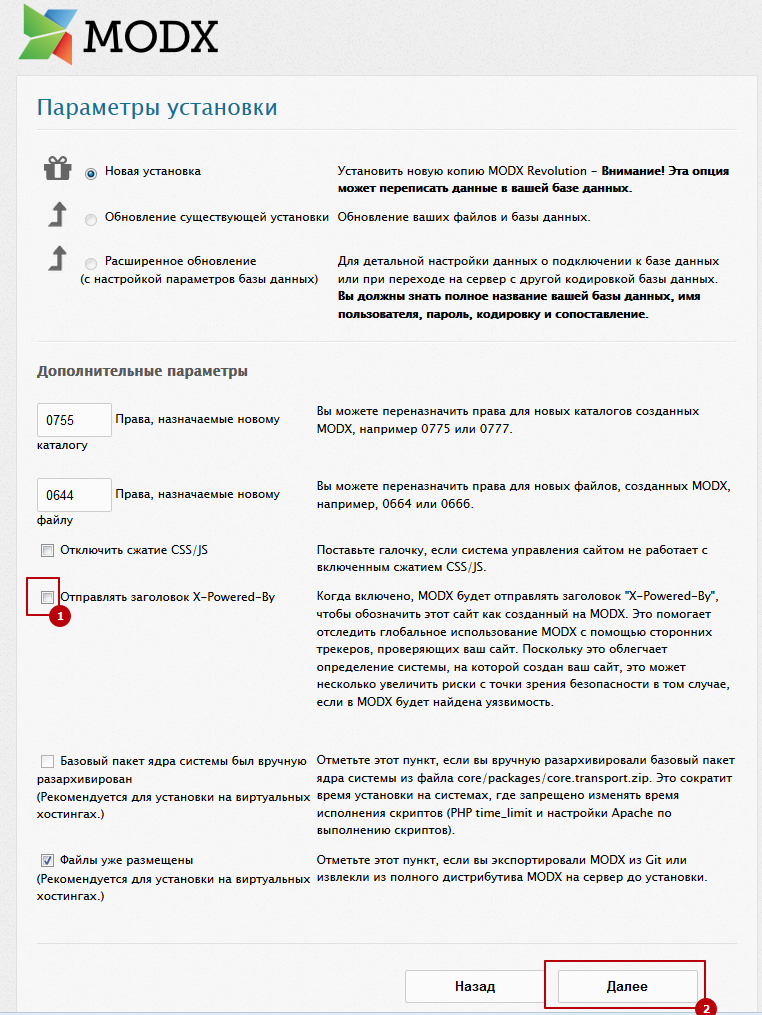 MODX
Параметры установки
Новая установка
Установить новую копию MODX Revolution – Внимание! Эта опция
может переписать данные в вашей базе данных.
Обновление существующей установки
Обновление ваших файлов и базы данных.
Расширенное обновление
(с настройкой параметров базы данных)
Для детальной настройки данных о подключении к базе данных
или при переходе на сервер с другой кодировкой базы данных.
Вы должны знать полное название вашей базы данных, имя
пользователя, пароль, кодировку и сопоставление.
Дополнительные параметры
0755 Права, назначаемые новому
каталогу
Вы можете переназначить права для новых каталогов созданных
MODX, например 0775 или 0777.
0644 Права, назначаемые новому
файлу
Вы можете переназначить права для новых файлов, созданных MODX,
например, 0664 или 0666.
Отключить сжатие CSS/JS
Поставьте галочку, если система управления сайтом не работает с
включенным сжатием CSS/JS.
Отправлять заголовок X-Powered-By
1
Когда включено, MODX будет отправлять заголовок "X-Powered-By",
чтобы обозначить этот сайт как созданный на MODX. Это помогает
отследить глобальное использование MODX с помощью сторонних
трекеров, проверяющих ваш сайт. Поскольку это облегчает
определение системы, на которой создан ваш сайт, это может
несколько увеличить риски с точки зрения безопасности в том случае,
если в MODX будет найдена уязвимость.
Базовый пакет ядра системы был вручную
разархивирован
(Рекомендуется для установки на виртуальных
хостингах.)
Отметьте этот пункт, если вы вручную разархивировали базовый пакет
ядра системы из файла core/packages/core.transport.zip. Это сократит
время установки на системах, где запрещено изменять время
исполнения скриптов (PHP time_limit и настройки Apache по
выполнению скриптов).
Файлы уже размещены
(Рекомендуется для установки на виртуальных
хостингах.)
Отметьте этот пункт, если вы экспортировали MODX из Git или
извлекли из полного дистрибутива MODX на сервер до установки.
Назад
Далее
2